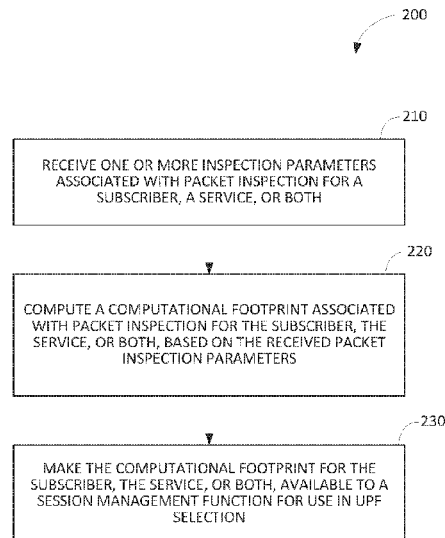 200
210
RECEIVE ONE OR MORE INSPECTION PARAMETERS
ASSOCIATED WITH PACKET INSPECTION FOR A
SUBSCRIBER, A SERVICE, OR BOTH
220
COMPUTE A COMPUTATIONAL FOOTPRINT ASSOCIATED
WITH PACKET INSPECTION FOR THE SUBSCRIBER, THE
SERVICE, OR BOTH, BASED ON THE RECEIVED PACKET
INSPECTION PARAMETERS
230
MAKE THE COMPUTATIONAL FOOTPRINT FOR THE
SUBSCRIBER, THE SERVICE, OR BOTH, AVAILABLE TO A
SESSION MANAGEMENT FUNCTION FOR USE IN UPF
SELECTION